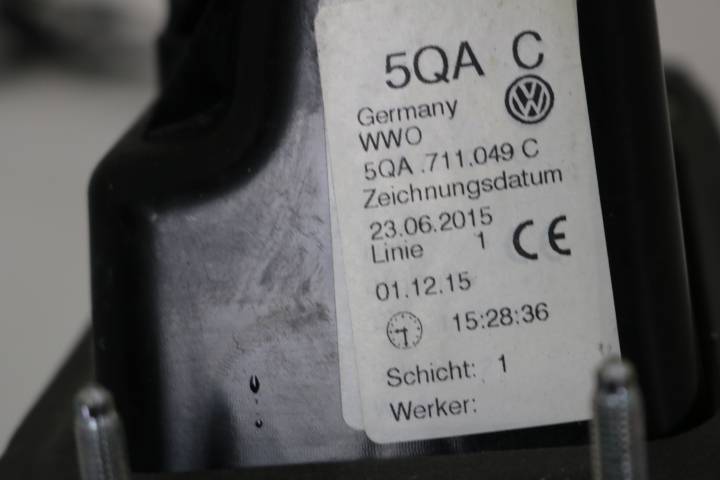 5QA C
Germany
WWO
5QA .711.049 C
Zeichnungsdatum
23.06.2015
Linie 1 CE
01.12.15
15:28:36
Schicht: 1
Werker: